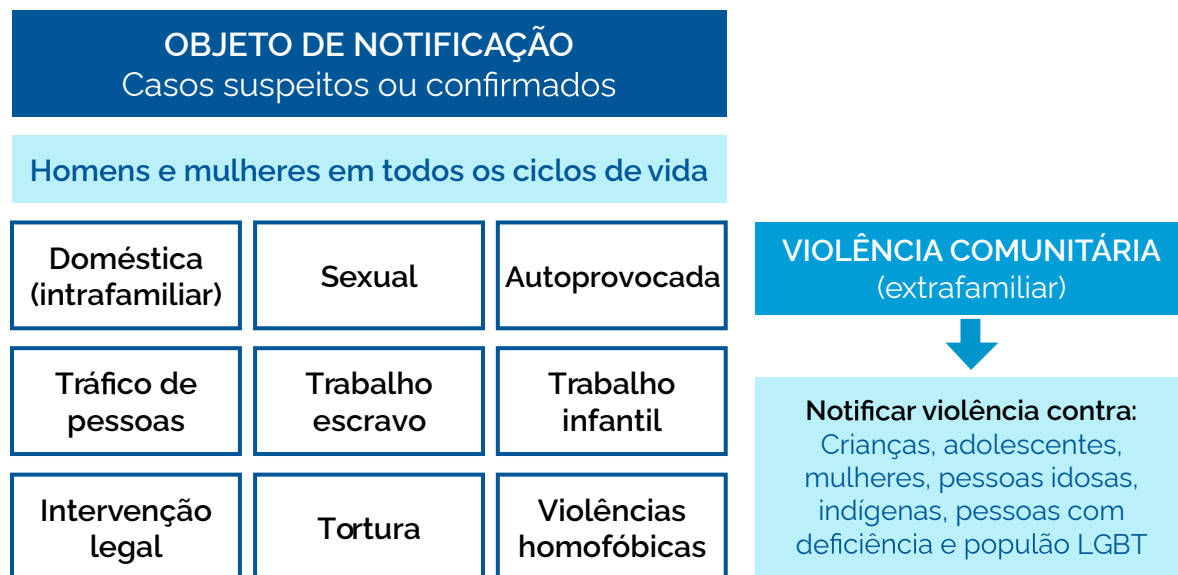 OBJETO DE NOTIFICAÇÃO
Casos suspeitos ou confirmados
Homens e mulheres em todos os ciclos de vida
Doméstica
(intrafamiliar)
Sexual
Autoprovocada
Tráfico de
pessoas
Trabalho
escravo
Trabalho
infantil
Intervenção
legal
Tortura
Violências
homofóbicas
VIOLÊNCIA COMUNITÁRIA
(extrafamiliar)
Notificar violência contra:
Crianças, adolescentes,
mulheres, pessoas idosas,
indígenas, pessoas com
deficiência e populão LGBT